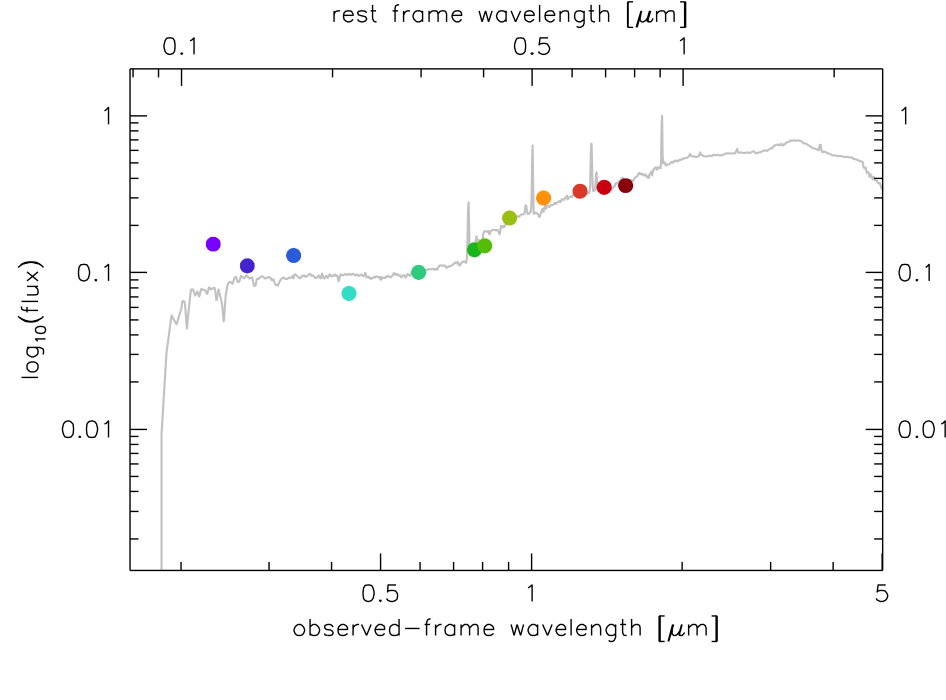 rest frame wavelength [μm]
0.1 0.5 1
1 1
0.1 0.1
0.01 0.01
log10(flux)
0.5 1 5
observed-frame wavelength [μm]